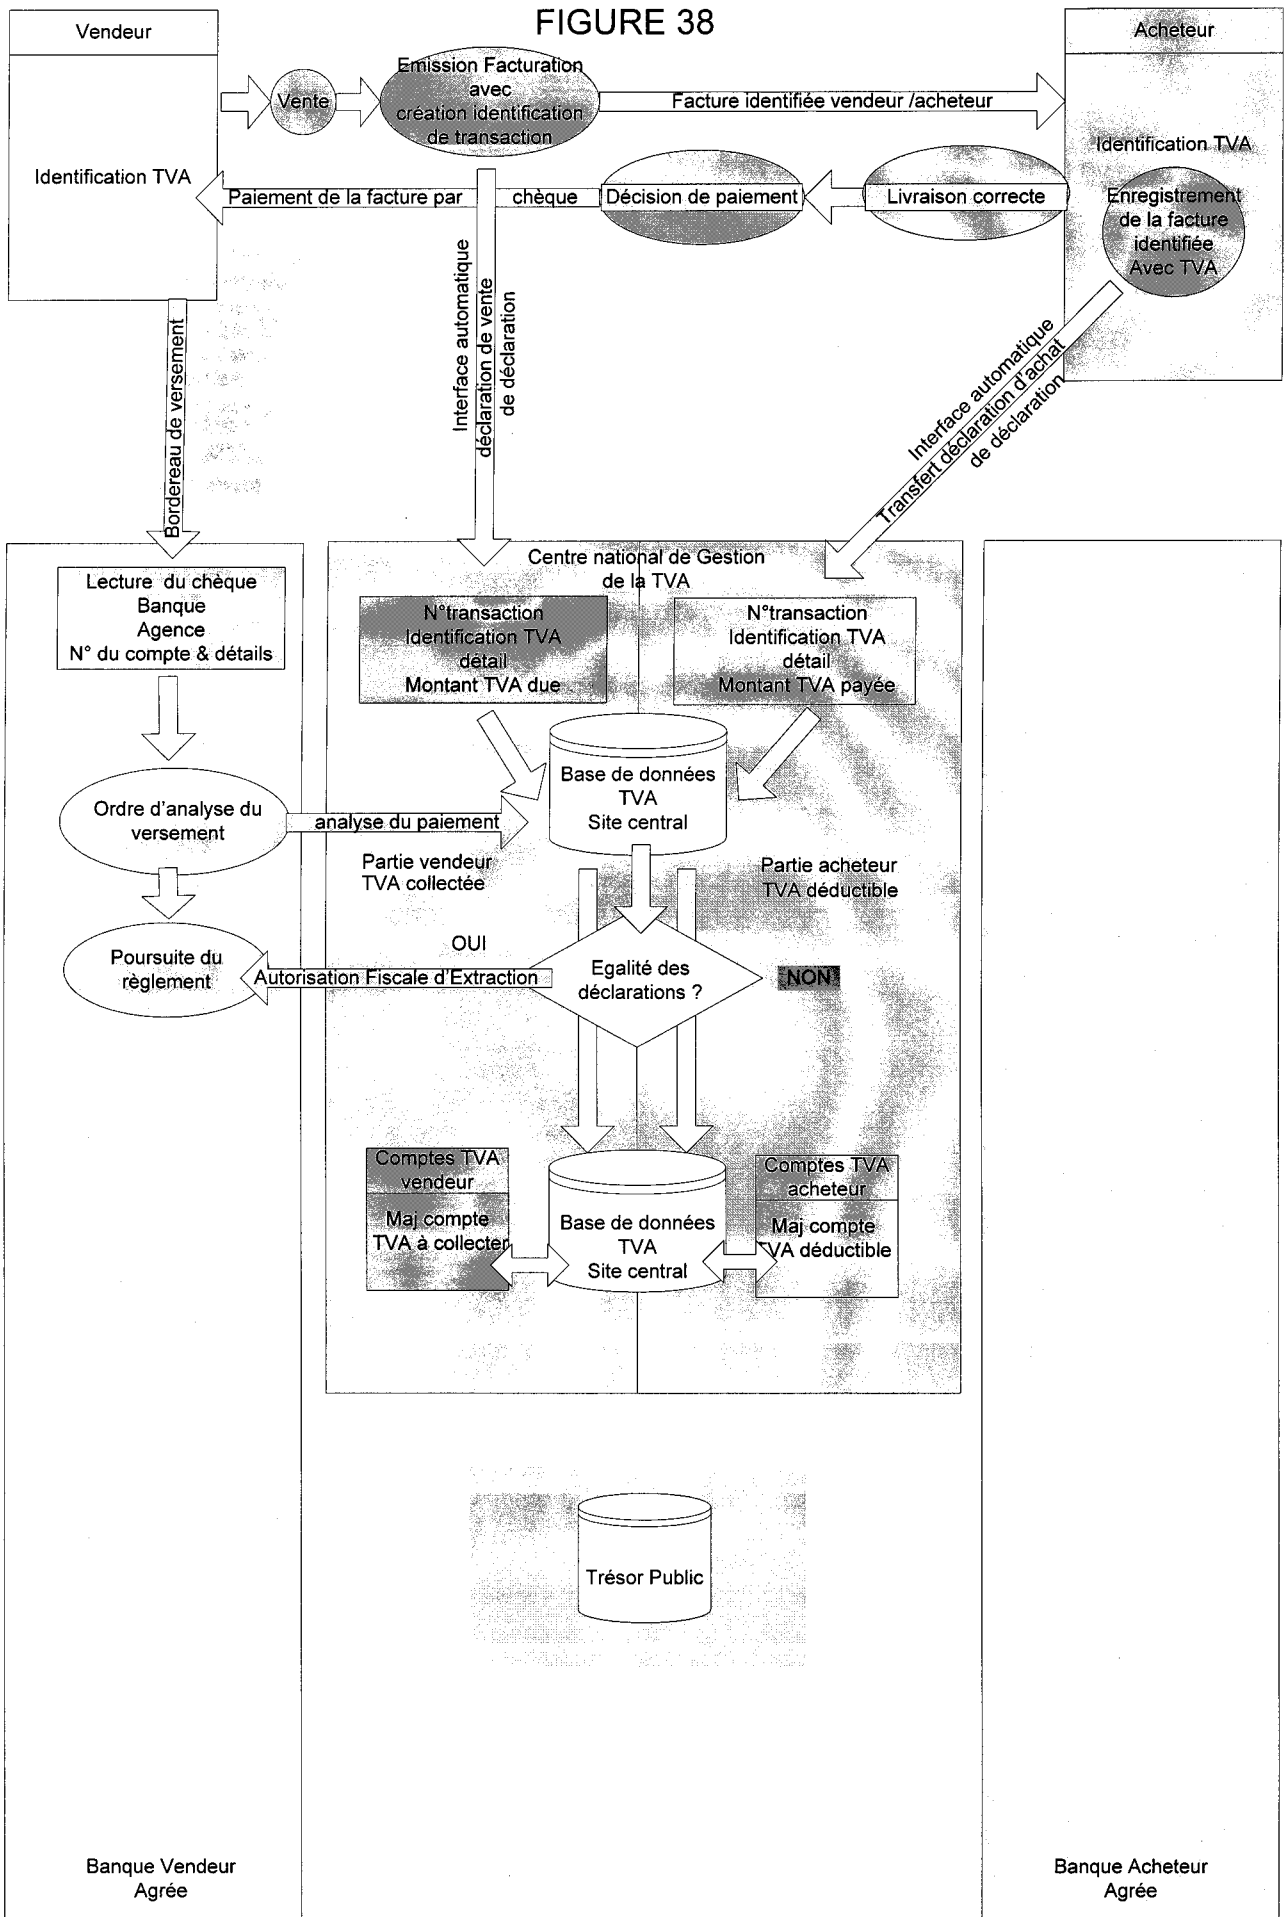 FIGURE 38
Vendeur
Acheteur
Vente
Emission Facturation
avec
création identification
de transaction
Facture identifiée vendeur /acheteur
Identification TVA
Identification TVA
Paiement de la facture par
chèque
Décision de paiement
Livraison correcte
Enregistrement
de la facture
identifiée
Avec TVA
Bordereau de versement
Interface automatique
déclaration de vente
de déclaration
Interface automatique
Transfert déclaration d'achat
de déclaration
Centre national de Gestion
de la TVA
Lecture du chèque
Banque
Agence
N° du compte & détails
N°transaction
Identification TVA
détail
Montant TVA due
N°transaction
Identification TVA
détail
Montant TVA payée
Base de données
TVA
Site central
Ordre d'analyse du
versement
analyse du paiement
Partie vendeur
TVA collectée
Partie acheteur
TVA déductible
OUI
Poursuite du
règlement
Autorisation Fiscale d'Extraction
Egalité des
déclarations ?
NON
Comptes TVA
vendeur
Maj compte
TVA à collecter
Base de données
TVA
Site central
Comptes TVA
acheteur
Maj compte
TVA déductible
Trésor Public
Banque Vendeur
Agrée
Banque Acheteur
Agrée